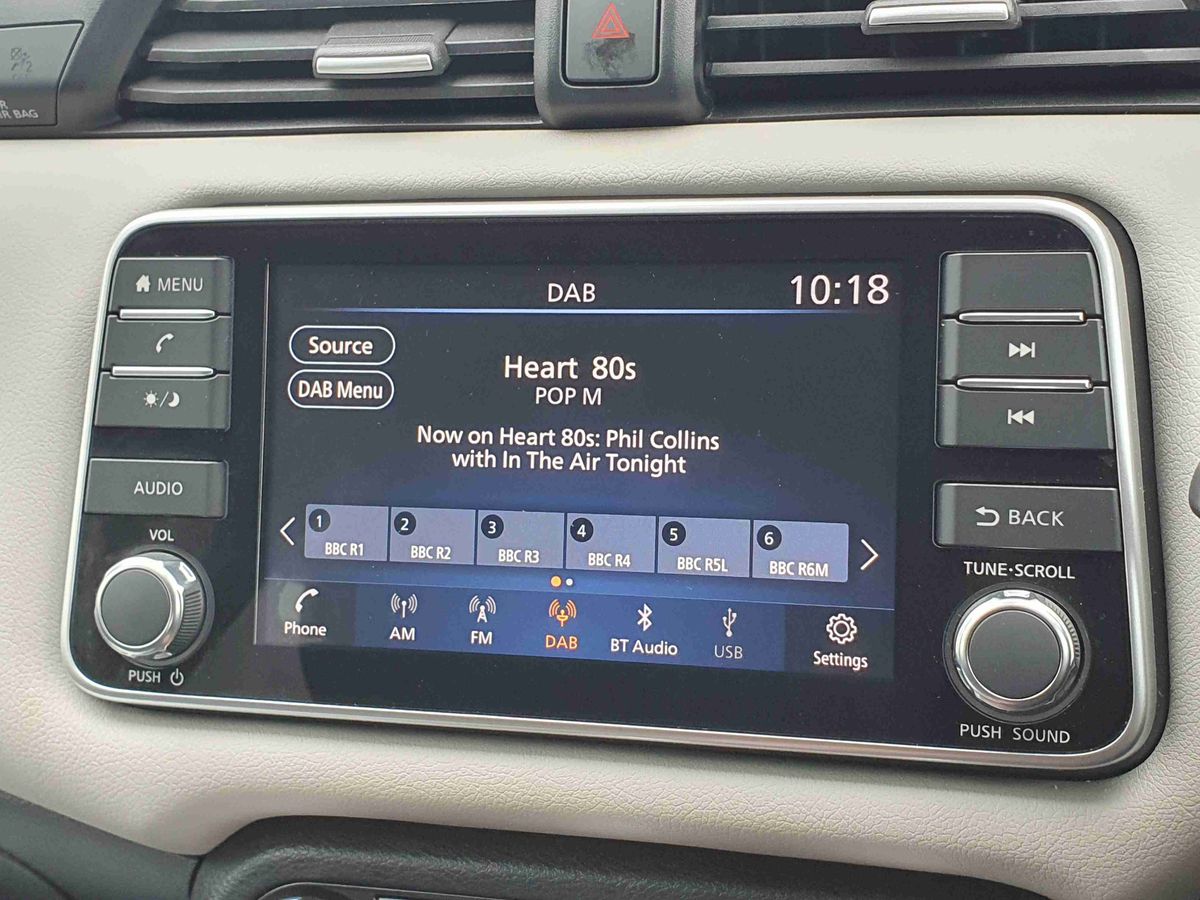 R
IR BAG
MENU
DAB
10:18
Source
DAB Menu
Heart 80s
POP M
Now on Heart 80s: Phil Collins
with In The Air Tonight
AUDIO
VOL
1 2 3 4 5 6
BBC R1 BBC R2 BBC R3 BBC R4 BBC R5L BBC R6M
BACK
TUNE·SCROLL
Phone AM FM DAB BT Audio USB Settings
PUSH
PUSH SOUND